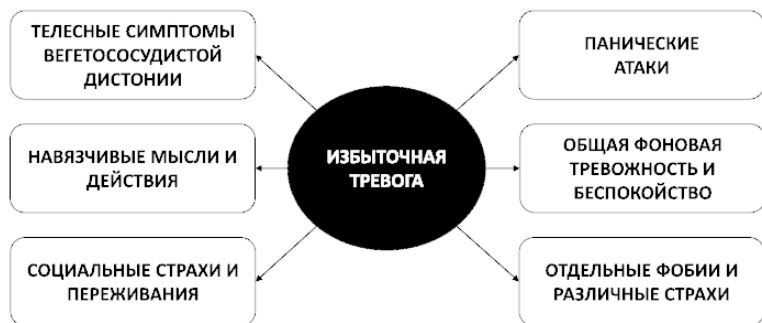 ТЕЛЕСНЫЕ СИМПТОМЫ
ВЕГЕТОСОСУДИСТОЙ
ДИСТОНИИ
ПАНИЧЕСКИЕ
АТАКИ
НАВЯЗЧИВЫЕ МЫСЛИ И
ДЕЙСТВИЯ
ИЗБЫТОЧНАЯ
ТРЕВОГА
ОБЩАЯ ФОНОВАЯ
ТРЕВОЖНОСТЬ И
БЕСПОКОЙСТВО
СОЦИАЛЬНЫЕ СТРАХИ И
ПЕРЕЖИВАНИЯ
ОТДЕЛЬНЫЕ ФОБИИ И
РАЗЛИЧНЫЕ СТРАХИ